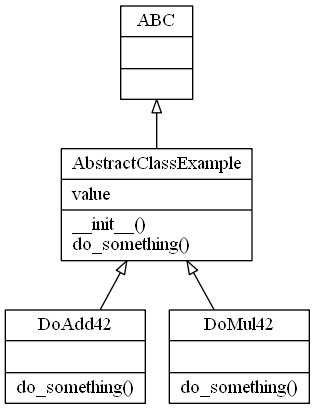 ABC
AbstractClassExample
value
__init__()
do_something()
DoAdd42
do_something()
DoMul42
do_something()